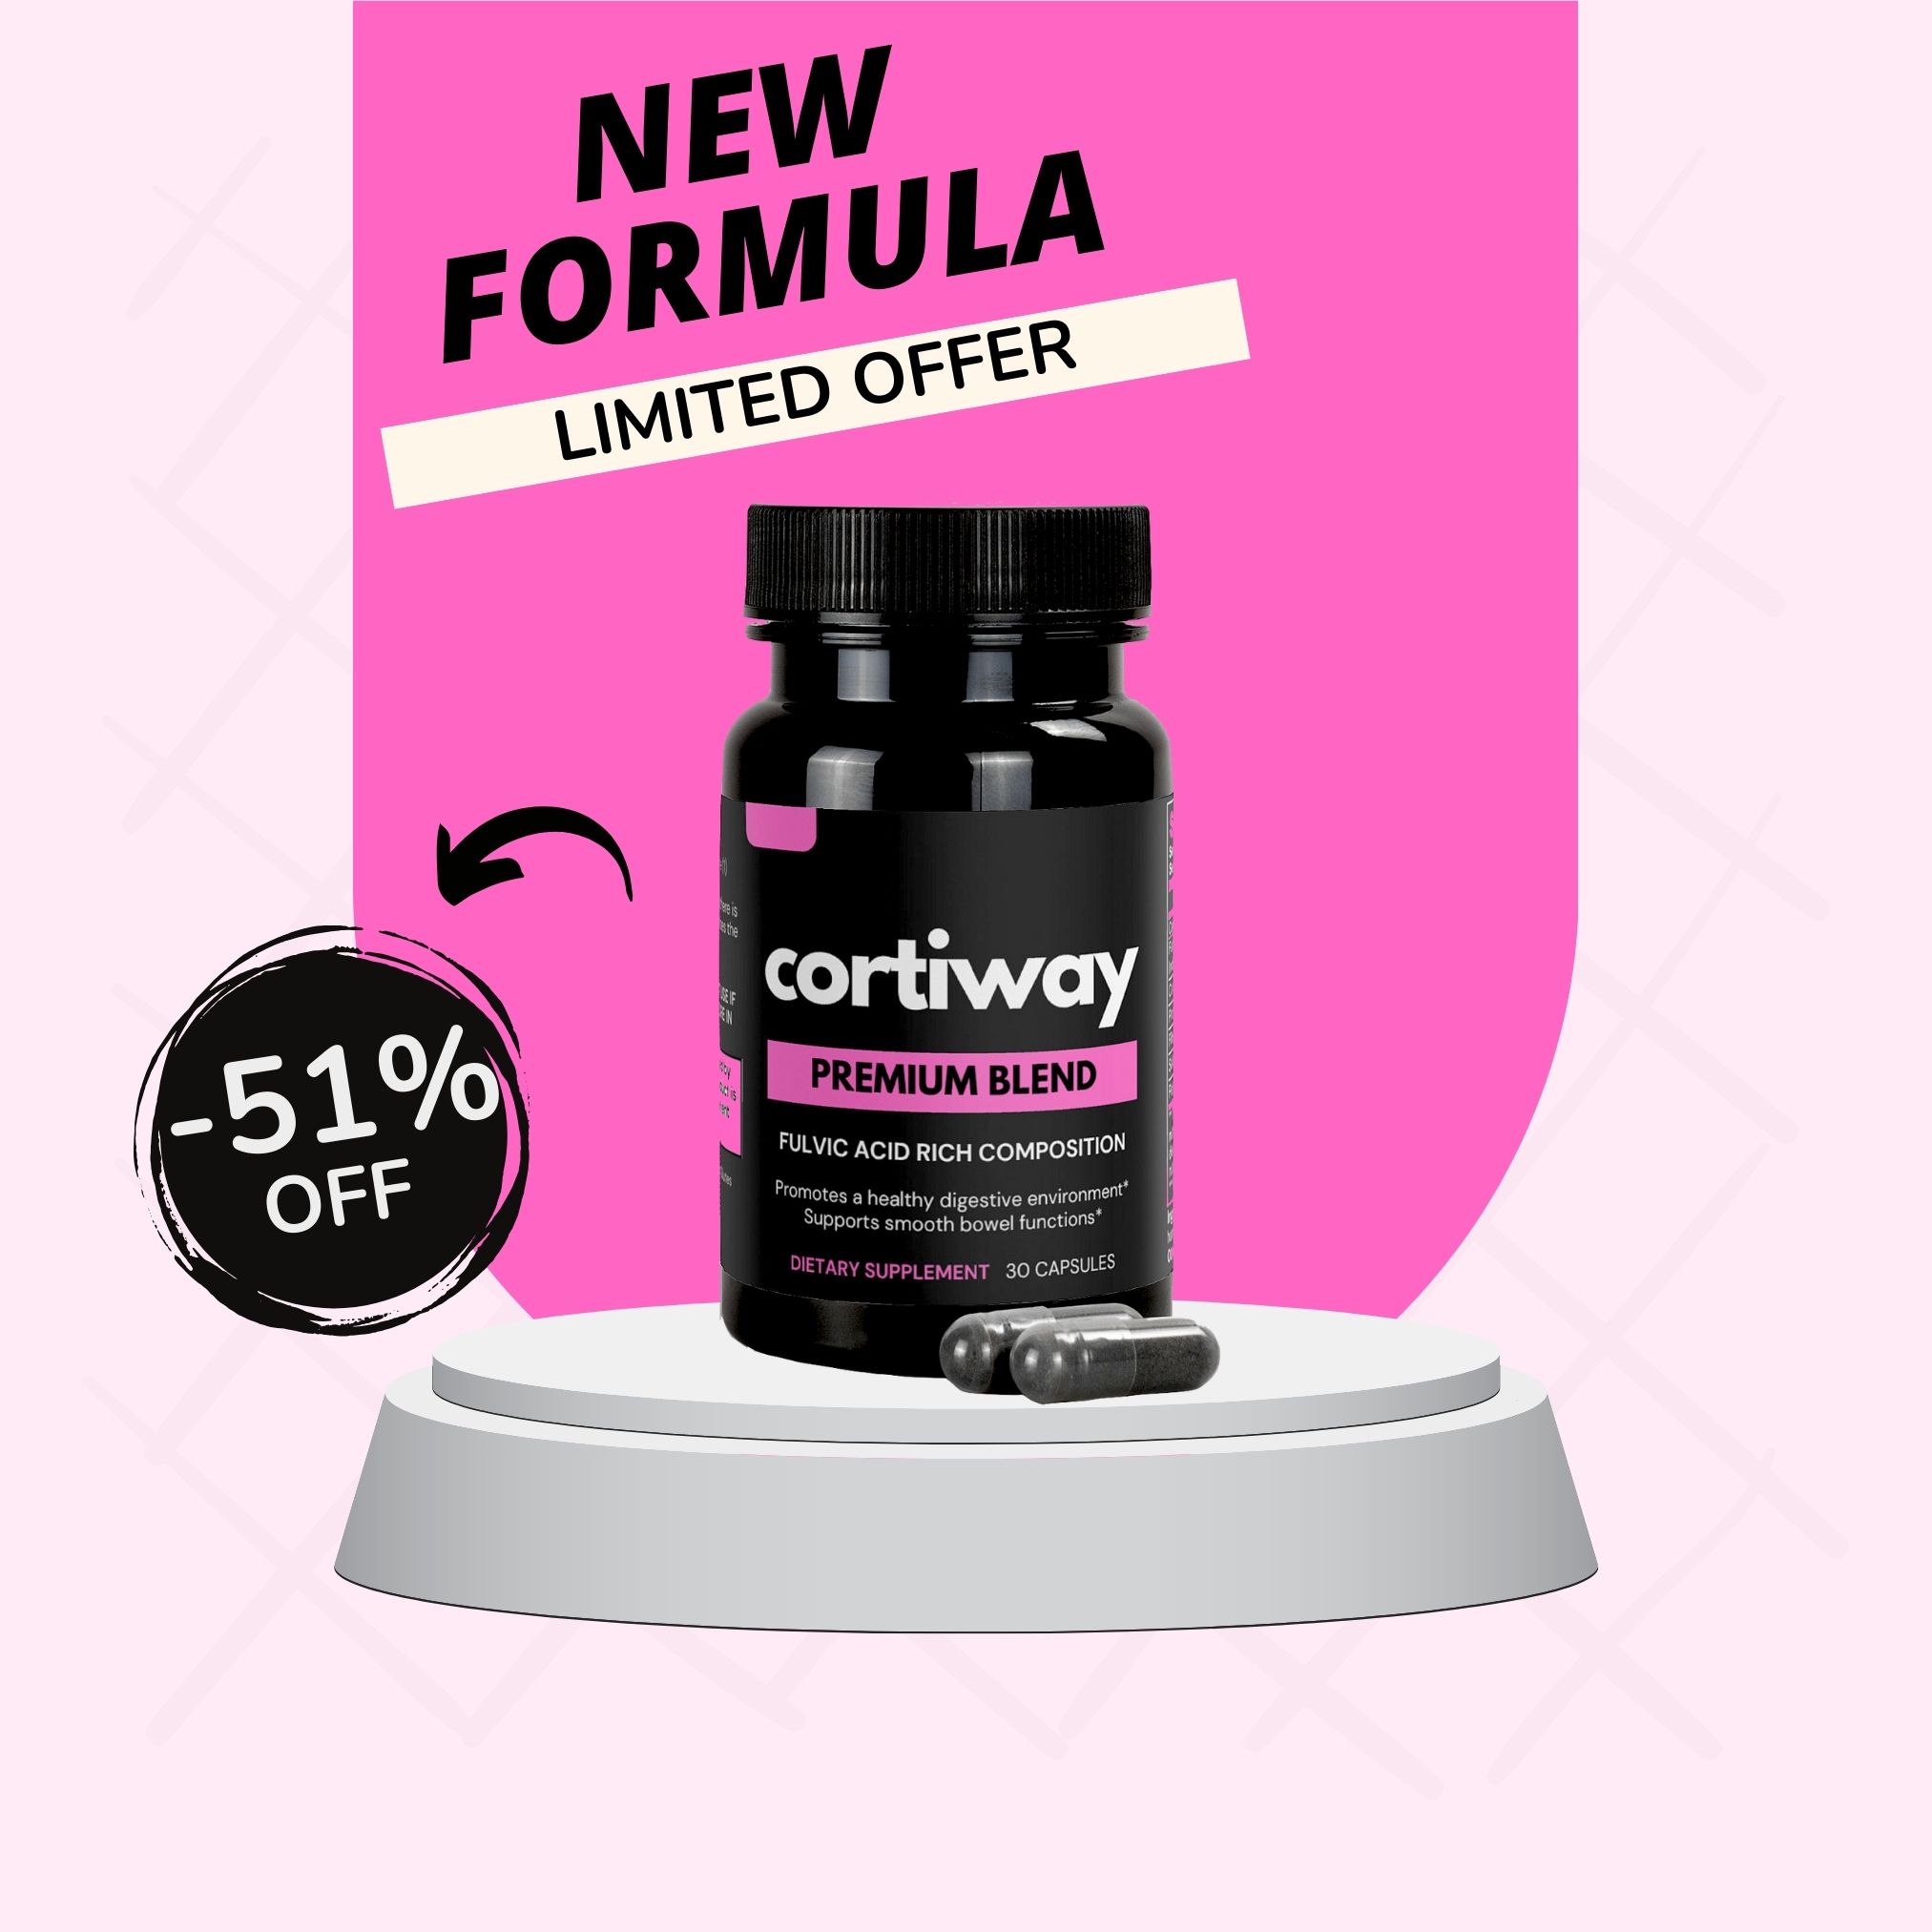 NEW
FORMULA
LIMITED OFFER
-51%
OFF
cortiway
PREMIUM BLEND
FULVIC ACID RICH COMPOSITION
Promotes a healthy digestive environment*
Supports smooth bowel functions*
DIETARY SUPPLEMENT 30 CAPSULES